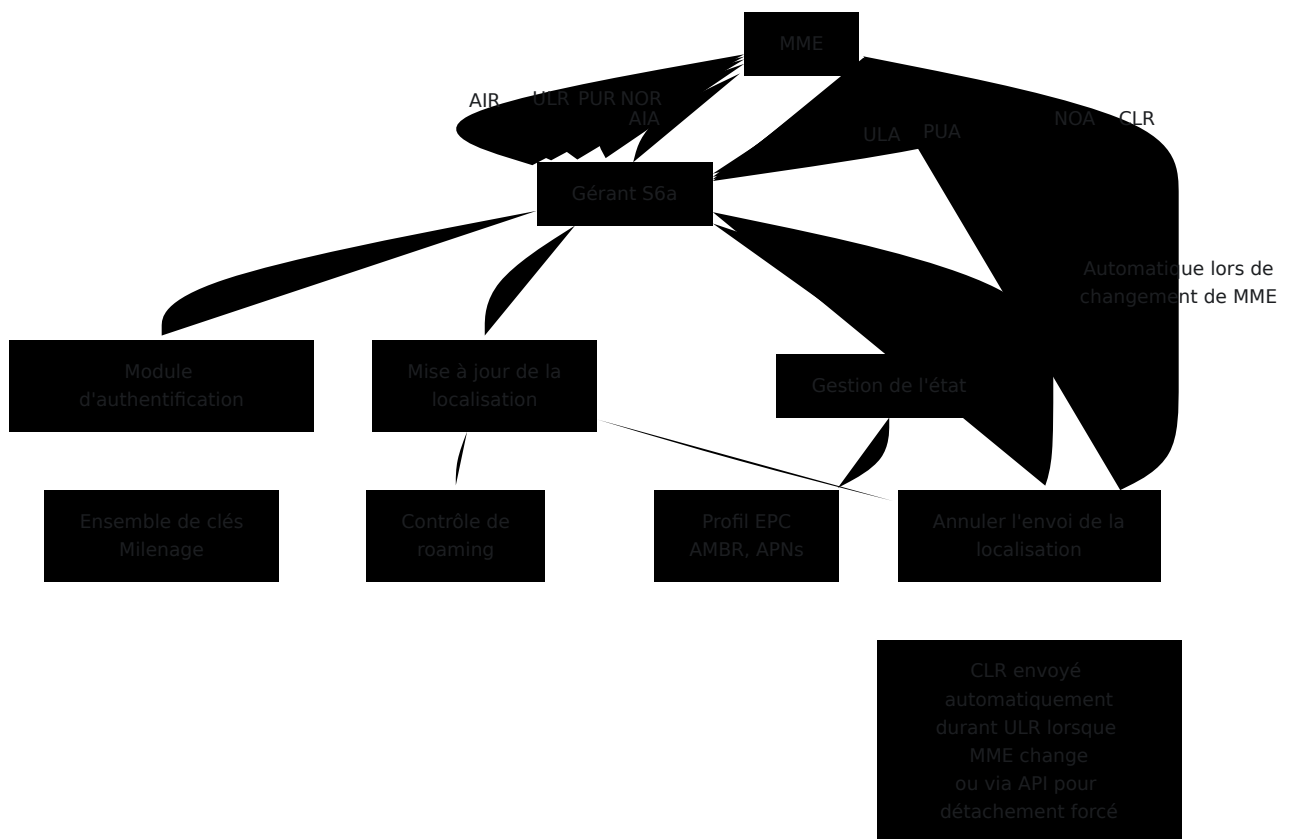 MME
AIR
ULR
PUR
NOR
AIA
ULA
PUA
NOA
CLR
Gérant S6a
Automatique lors de
changement de MME
Module
d'authentification
Mise à jour de la
localisation
Gestion de l'état
Ensemble de clés
Milenage
Contrôle de
roaming
Profil EPC
AMBR, APNs
Annuler l'envoi de la
localisation
CLR envoyé
automatiquement
durant ULR lorsque
MME change
ou via API pour
détachement forcé